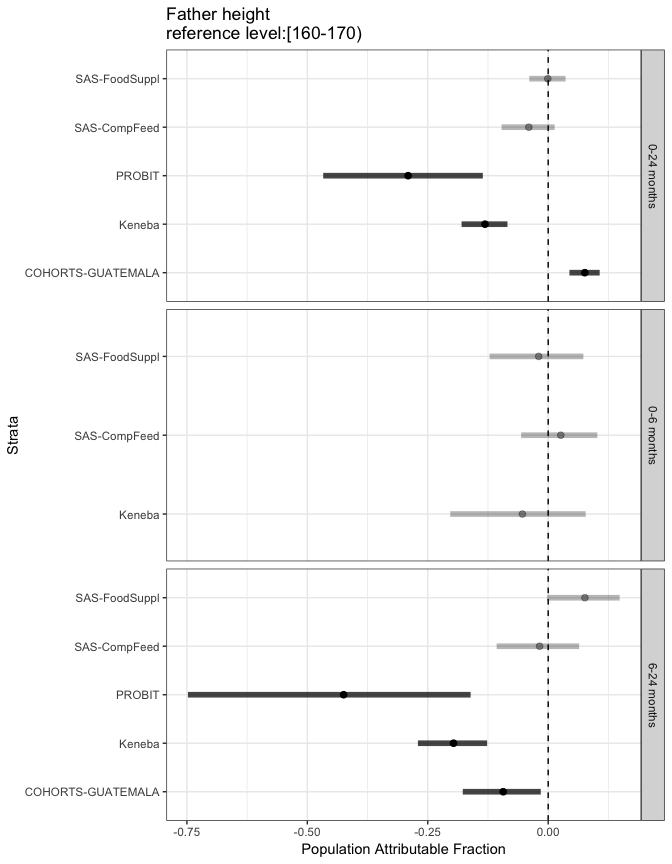 Father height
reference level:[160-170)
SAS-FoodSuppl
SAS-CompFeed
PROBIT
Keneba
COHORTS-GUATEMALA
0-24 months
SAS-FoodSuppl
SAS-CompFeed
Keneba
0-6 months
SAS-FoodSuppl
SAS-CompFeed
PROBIT
Keneba
COHORTS-GUATEMALA
6-24 months
Strata
-0.75 -0.50 -0.25 0.00
Population Attributable Fraction